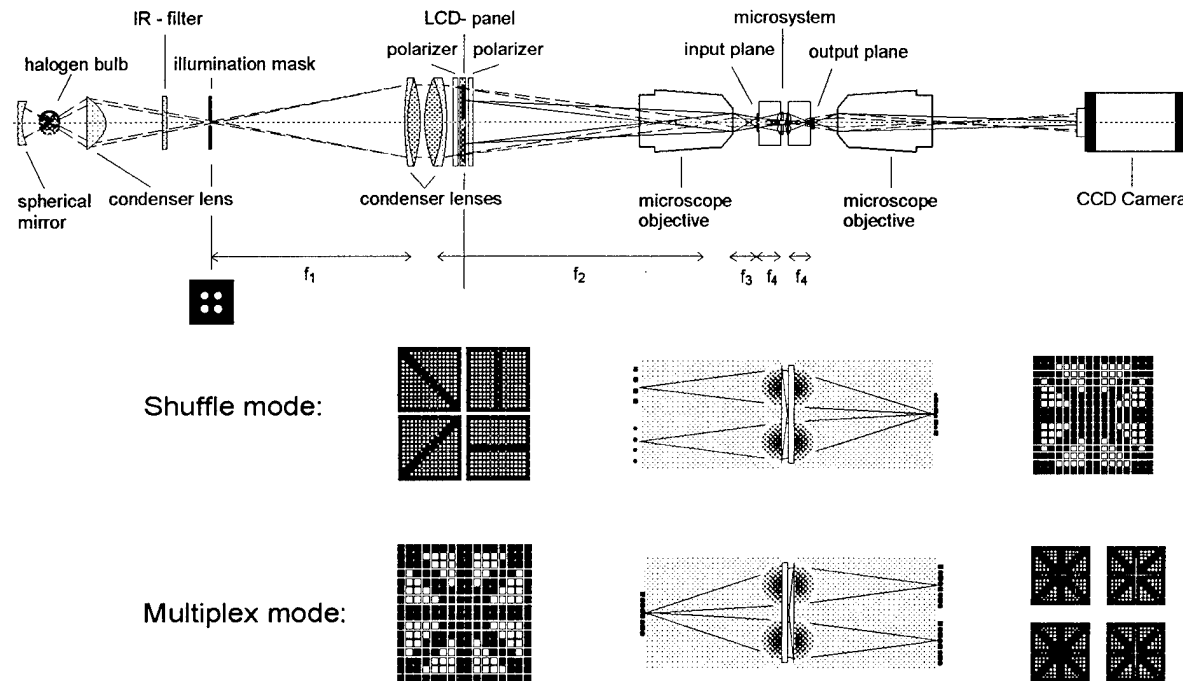 IR - filter
LCD- panel
microsystem
polarizer polarizer
input plane
output plane
halogen bulb
illumination mask
spherical
mirror
condenser lens
condenser lenses
microscope
objective
microscope
objective
CCD Camera
f1
f2
f3
f4
f4
Shuffle mode:
Multiplex mode: